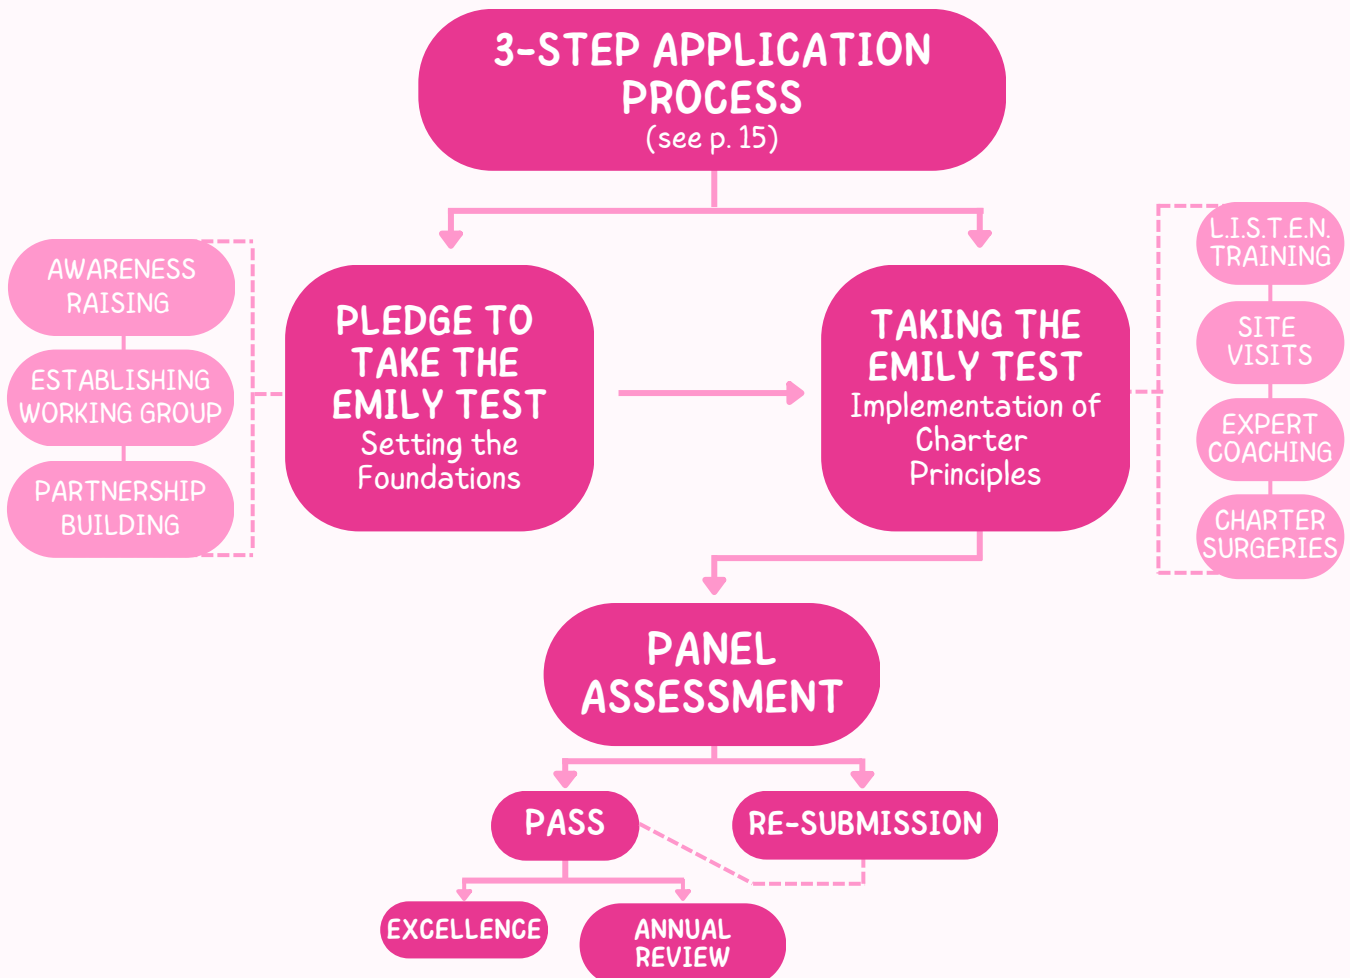 3-STEP APPLICATION
PROCESS
(see p. 15)
AWARENESS
RAISING
ESTABLISHING
WORKING GROUP
PARTNERSHIP
BUILDING
PLEDGE TO
TAKE THE
EMILY TEST
Setting the
Foundations
TAKING THE
EMILY TEST
Implementation of
Charter
Principles
L.I.S.T.E.N.
TRAINING
SITE
VISITS
EXPERT
COACHING
CHARTER
SURGERIES
PANEL
ASSESSMENT
PASS
RE-SUBMISSION
EXCELLENCE
ANNUAL
REVIEW